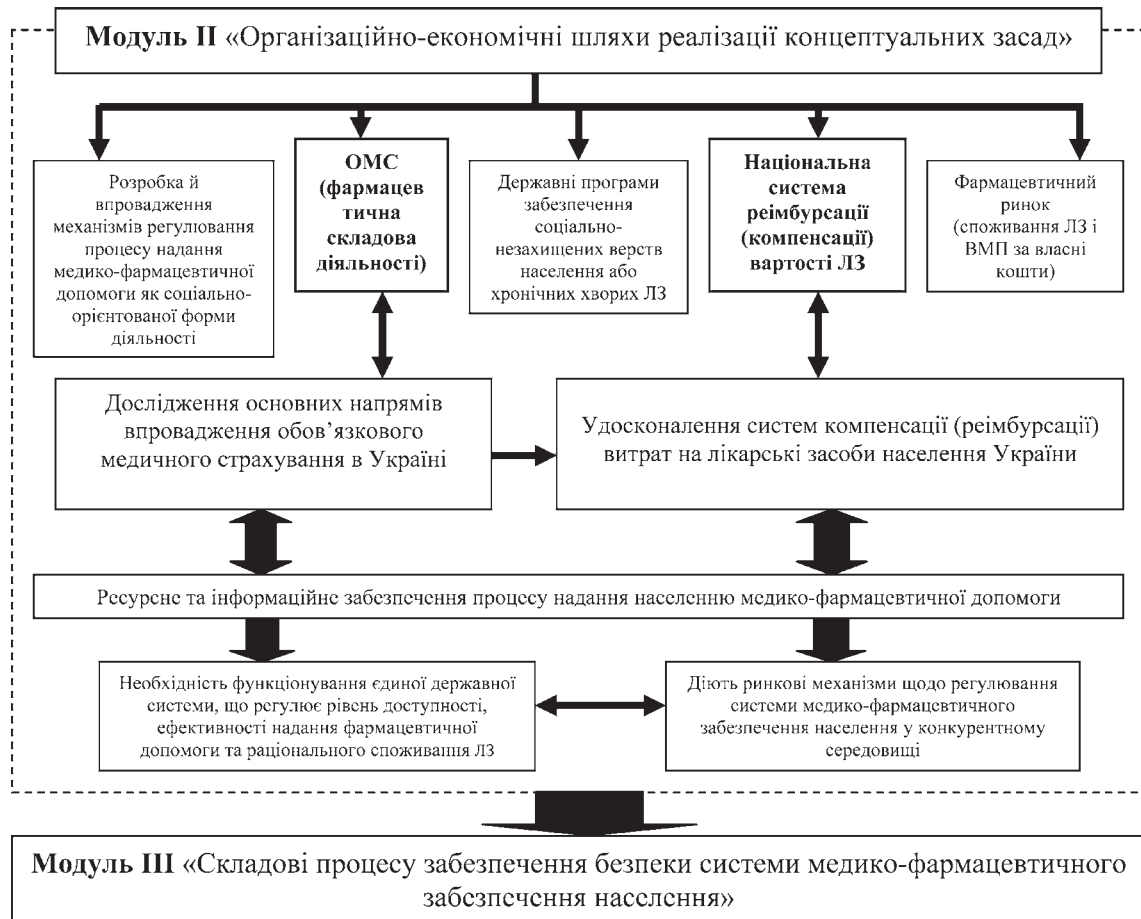 Модуль II «Організаційно-економічні шляхи реалізації концептуальних засад»
Розробка й
впровадження
механізмів регулювання
процесу надання
медико-фармацевтичної
допомоги як соціально-
орієнтованої форми
діяльності
ОМС
(фармацев
тична
складова
діяльності)
Державні програми
забезпечення
соціально-
незахищених верств
населення або
хронічних хворих ЛЗ
Національна
система
реімбурсації
(компенсації)
вартості ЛЗ
Фармацевтичний
ринок
(споживання ЛЗ і
ВМП за власні
кошти)
Дослідження основних напрямів
впровадження обов’язкового
медичного страхування в Україні
Удосконалення систем компенсації (реімбурсації)
витрат на лікарські засоби населення України
Ресурсне та інформаційне забезпечення процесу надання населенню медико-фармацевтичної допомоги
Необхідність функціонування єдиної державної
системи, що регулює рівень доступності,
ефективності надання фармацевтичної
допомоги та раціонального споживання ЛЗ
Діють ринкові механізми щодо регулювання
системи медико-фармацевтичного
забезпечення населення у конкурентному
середовищі
Модуль III «Складові процесу забезпечення безпеки системи медико-фармацевтичного
забезпечення населення»